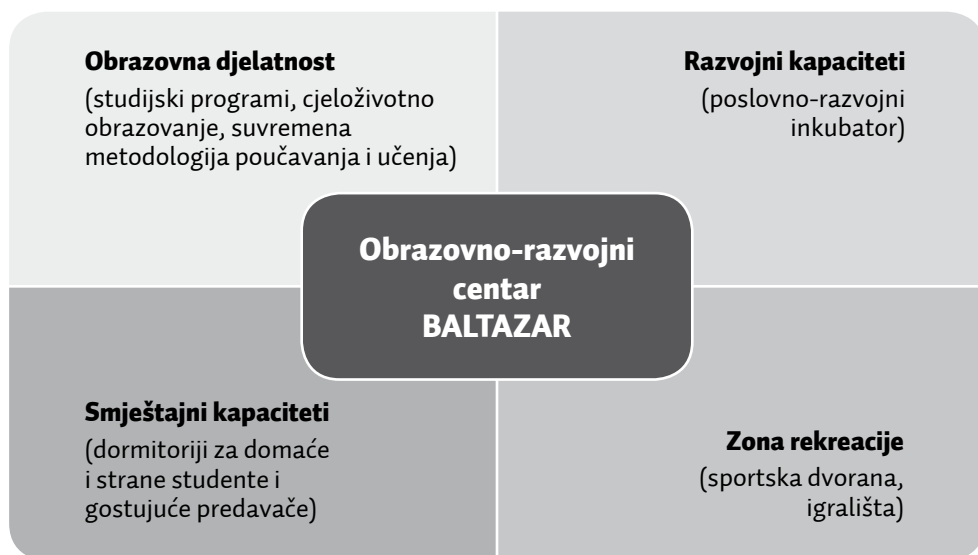 Obrazovna djelatnost
(studijski programi, cjeloživotno
obrazovanje, suvremena
metodologija poučavanja i učenja)
Razvojni kapaciteti
(poslovno-razvojni
inkubator)
Obrazovno-razvojni
centar
BALTAZAR
Smještajni kapaciteti
(dormitoriji za domaće
i strane studente i
gostujuće predavače)
Zona rekreacije
(sportska dvorana,
igrališta)